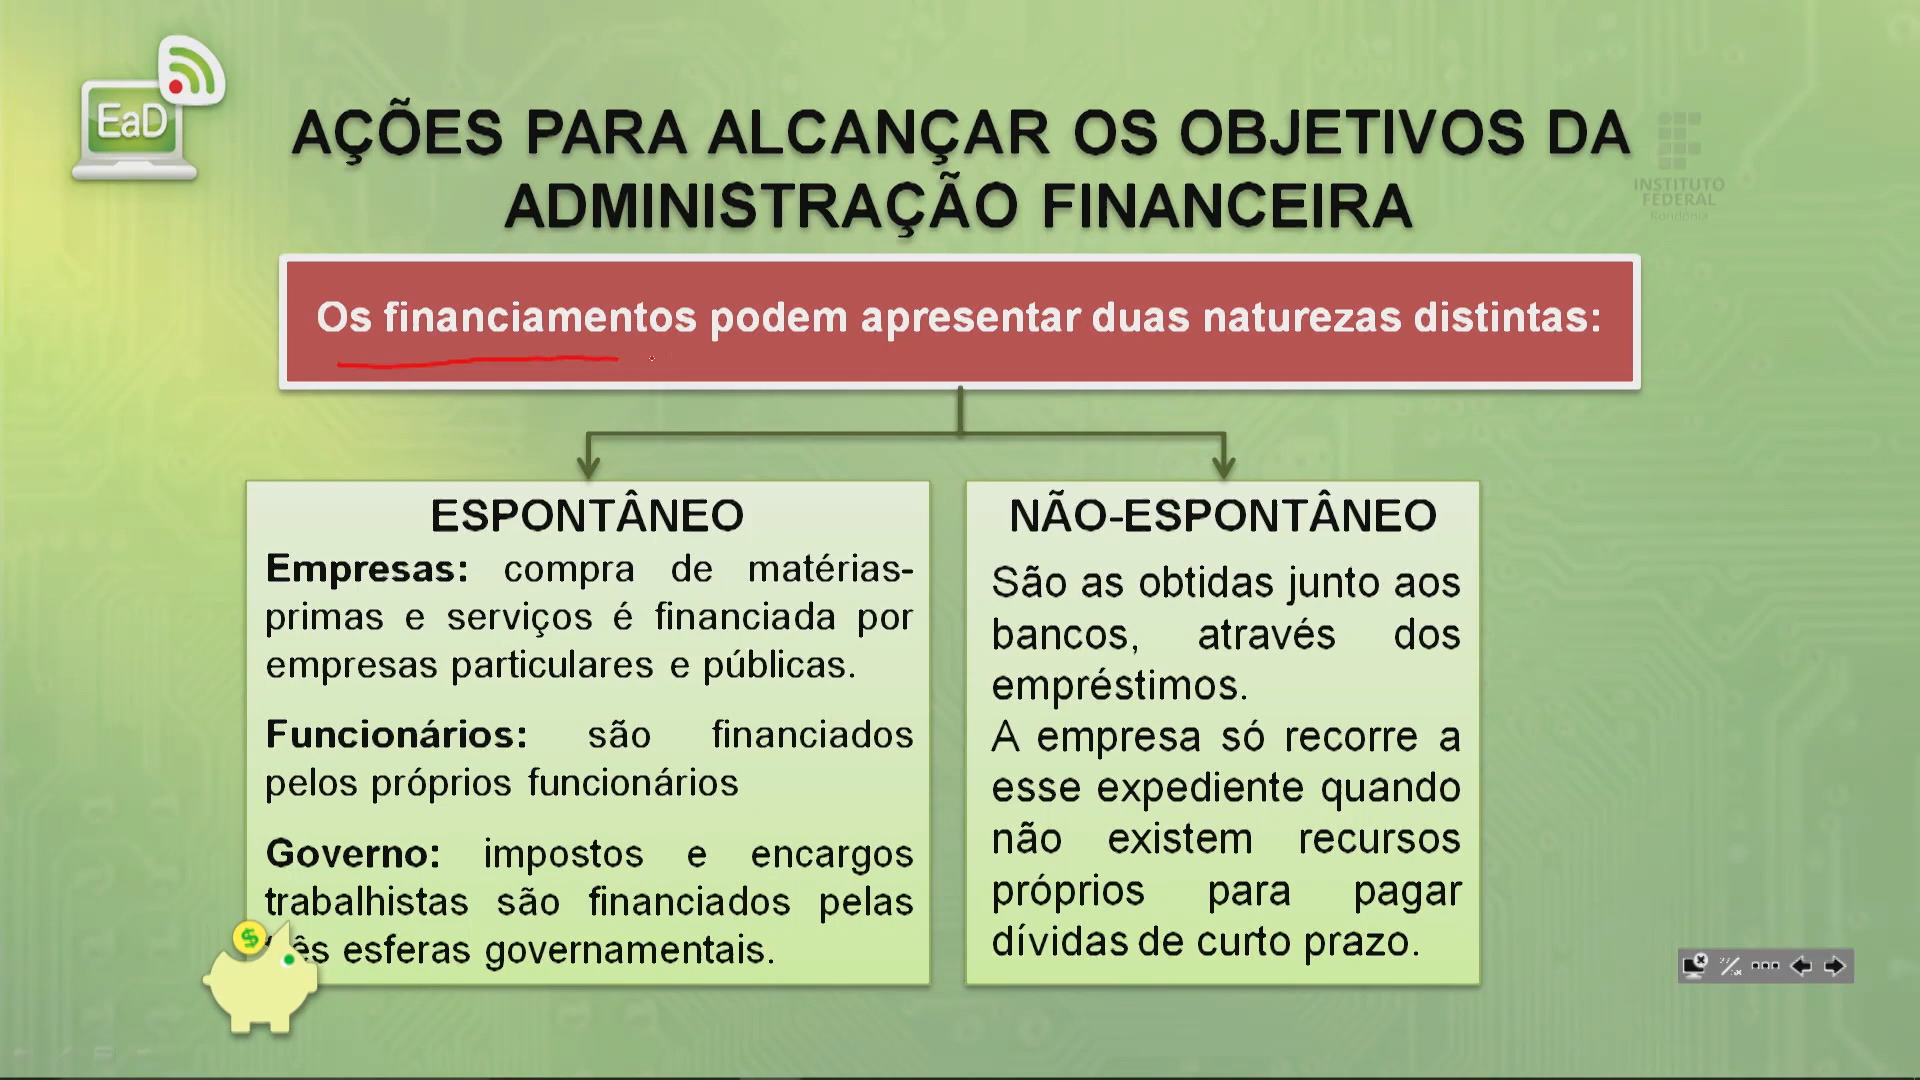 EaD
AÇÕES PARA ALCANÇAR OS OBJETIVOS DA
ADMINISTRAÇÃO FINANCEIRA
INSTITUTO
FEDERAL
Rondônia
Os financiamentos podem apresentar duas naturezas distintas:
ESPONTÂNEO
Empresas: compra de matérias-
primas e serviços é financiada por
empresas particulares e públicas.
Funcionários: são financiados
pelos próprios funcionários
Governo: impostos e encargos
trabalhistas são financiados pelas
três esferas governamentais.
$
NÃO-ESPONTÂNEO
São as obtidas junto aos
bancos, através dos
empréstimos.
A empresa só recorre a
esse expediente quando
não existem recursos
próprios para pagar
dívidas de curto prazo.